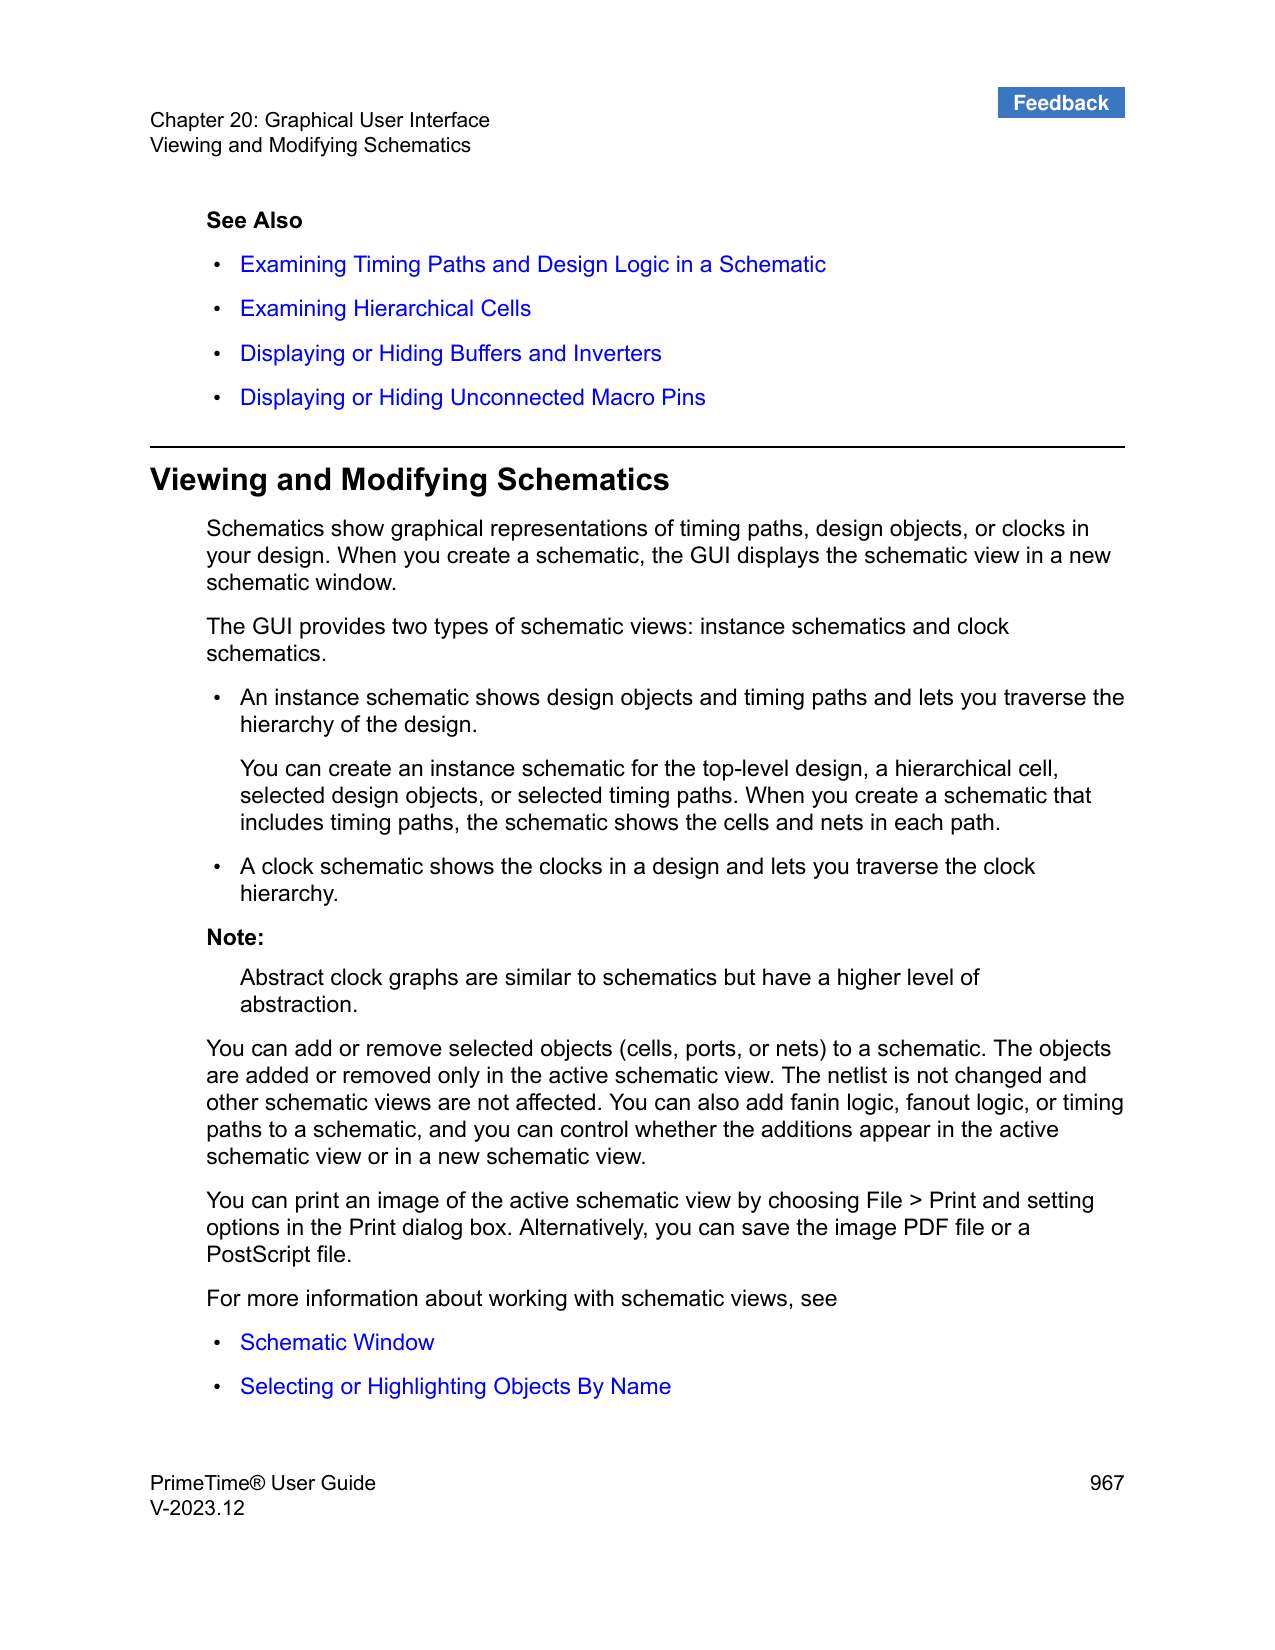 Feedback
Chapter 20: Graphical User Interface
Viewing and Modifying Schematics
See Also
• Examining Timing Paths and Design Logic in a Schematic
• Examining Hierarchical Cells
• Displaying or Hiding Buffers and Inverters
• Displaying or Hiding Unconnected Macro Pins
Viewing and Modifying Schematics
Schematics show graphical representations of timing paths, design objects, or clocks in
your design. When you create a schematic, the GUI displays the schematic view in a new
schematic window.
The GUI provides two types of schematic views: instance schematics and clock
schematics.
• An instance schematic shows design objects and timing paths and lets you traverse the
hierarchy of the design.
You can create an instance schematic for the top-level design, a hierarchical cell,
selected design objects, or selected timing paths. When you create a schematic that
includes timing paths, the schematic shows the cells and nets in each path.
• A clock schematic shows the clocks in a design and lets you traverse the clock
hierarchy.
Note:
Abstract clock graphs are similar to schematics but have a higher level of
abstraction.
You can add or remove selected objects (cells, ports, or nets) to a schematic. The objects
are added or removed only in the active schematic view. The netlist is not changed and
other schematic views are not affected. You can also add fanin logic, fanout logic, or timing
paths to a schematic, and you can control whether the additions appear in the active
schematic view or in a new schematic view.
You can print an image of the active schematic view by choosing File > Print and setting
options in the Print dialog box. Alternatively, you can save the image PDF file or a
PostScript file.
For more information about working with schematic views, see
• Schematic Window
• Selecting or Highlighting Objects By Name
PrimeTime® User Guide
967
V-2023.12